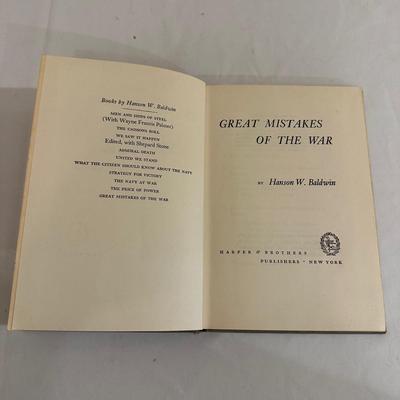 Books by Hanson W. Baldwin
MEN AND SHIPS OF STEEL
(With Wayne Francis Palmer)
THE CAISSONS ROLL
WE SAW IT HAPPEN
Edited, with Shepard Stone
ADMIRAL DEATH
UNITED WE STAND
WHAT THE CITIZEN SHOULD KNOW ABOUT THE NAVY
STRATEGY FOR VICTORY
THE NAVY AT WAR
THE PRICE OF POWER
GREAT MISTAKES OF THE WAR
GREAT MISTAKES
OF THE WAR
BY Hanson W. Baldwin
HARPER & BROTHERS
PUBLISHERS • NEW YORK